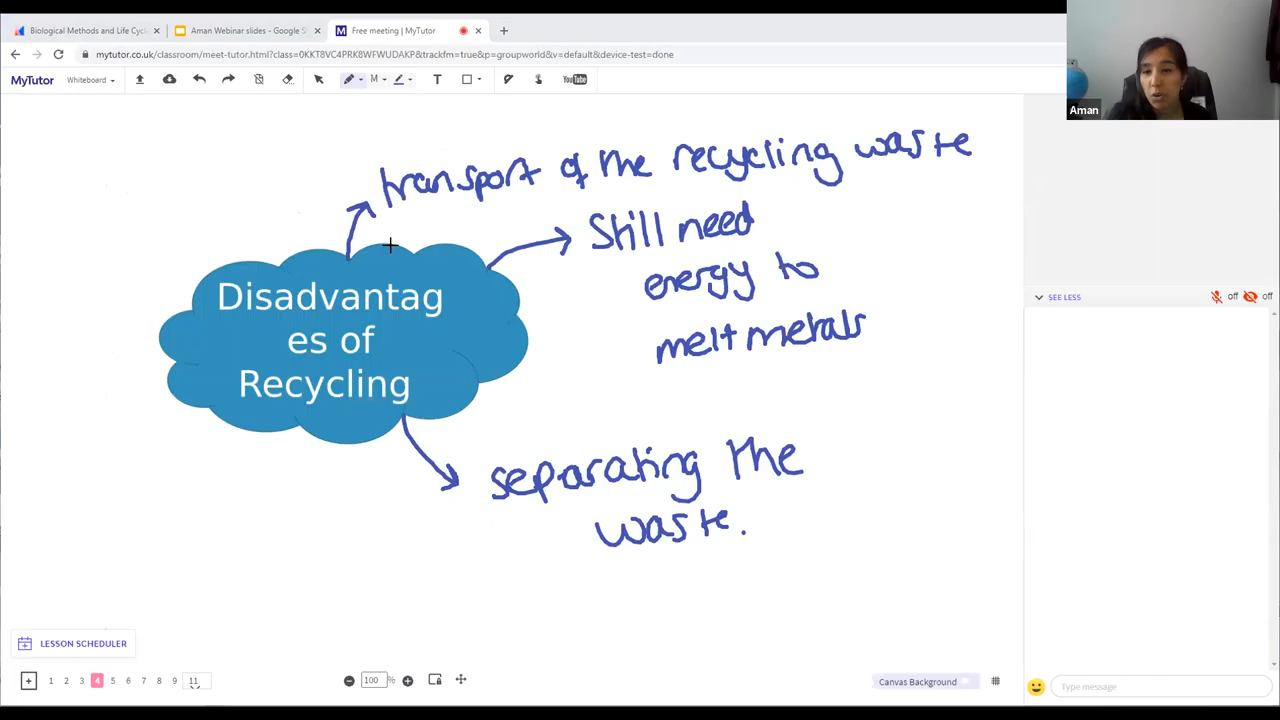 Biological Methods and Life Cyc
Aman Webinar slides - Google S
Free meeting | MyTutor
mytutor.co.uk/classroom/meet-tutor.html?class=0KKT8VC4PRK8WFWUDAKP&trackfm=true&p=groupworld&v=default&device-test=done
MyTutor
Whiteboard
M
T
YouTube
Aman
transport of the recycling waste
Still need
energy to
melt metals
Disadvantag
es of
Recycling
separating the
waste.
SEE LESS
off
off
LESSON SCHEDULER
1 2 3 4 5 6 7 8 9 11
100 %
Canvas Background
Type message